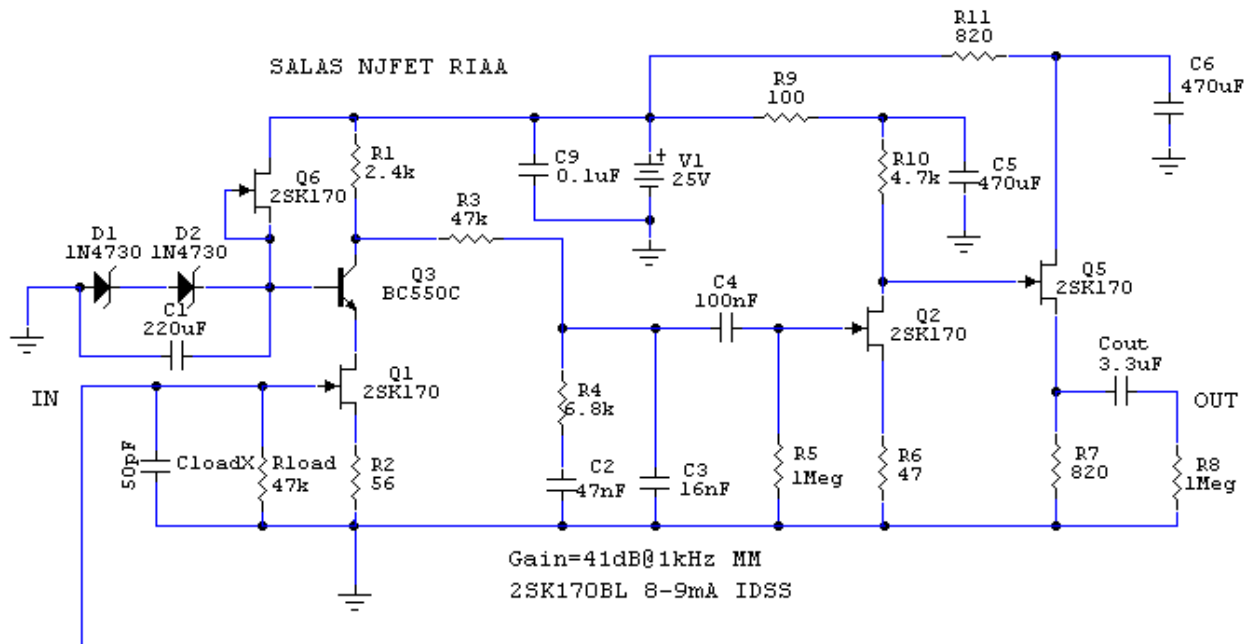 R11
820
SALAS NJFET RIAA
C6
470uF
R9
100
R1
2.4k
C9
0.1uF
+
V1
25V
R10
4.7k
C5
470uF
Q6
2SK170
R3
47k
D1
1N4730
D2
1N4730
Q3
BC550C
C1
220uF
C4
100nF
Q2
2SK170
Q5
2SK170
Cout
3.3uF
IN
Q1
2SK170
OUT
R4
6.8k
50pF
CloadX
Rload
47k
R2
56
C2
47nF
C3
16nF
R5
1Meg
R6
47
R7
820
R8
1Meg
Gain=41dB@1kHz MM
2SK170BL 8-9mA IDSS